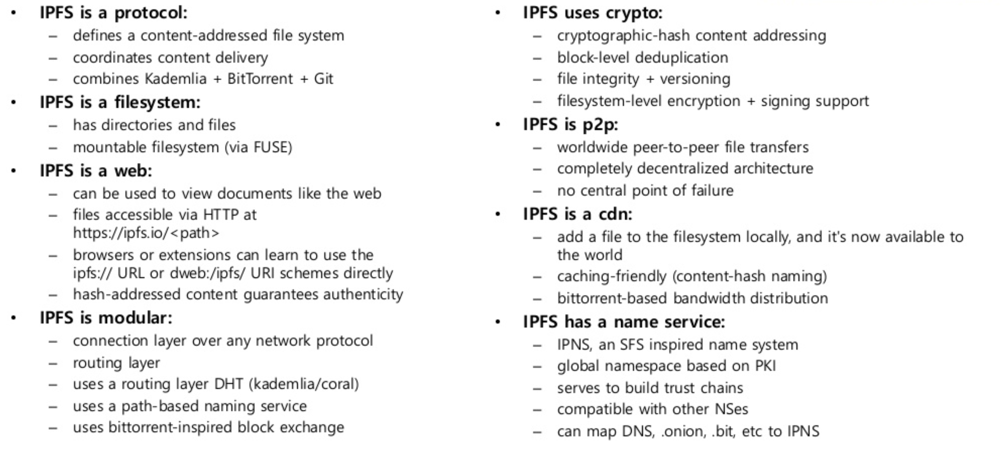 • IPFS is a protocol:
– defines a content-addressed file system
– coordinates content delivery
– combines Kademlia + BitTorrent + Git
• IPFS is a filesystem:
– has directories and files
– mountable filesystem (via FUSE)
• IPFS is a web:
– can be used to view documents like the web
– files accessible via HTTP at
https://ipfs.io/<path>
– browsers or extensions can learn to use the
ipfs:// URL or dweb:/ipfs/ URI schemes directly
– hash-addressed content guarantees authenticity
• IPFS is modular:
– connection layer over any network protocol
– routing layer
– uses a routing layer DHT (kademlia/coral)
– uses a path-based naming service
– uses bittorrent-inspired block exchange
• IPFS uses crypto:
– cryptographic-hash content addressing
– block-level deduplication
– file integrity + versioning
– filesystem-level encryption + signing support
• IPFS is p2p:
– worldwide peer-to-peer file transfers
– completely decentralized architecture
– no central point of failure
• IPFS is a cdn:
– add a file to the filesystem locally, and it's now available to
the world
– caching-friendly (content-hash naming)
– bittorrent-based bandwidth distribution
• IPFS has a name service:
– IPNS, an SFS inspired name system
– global namespace based on PKI
– serves to build trust chains
– compatible with other NSes
– can map DNS, .onion, .bit, etc to IPNS